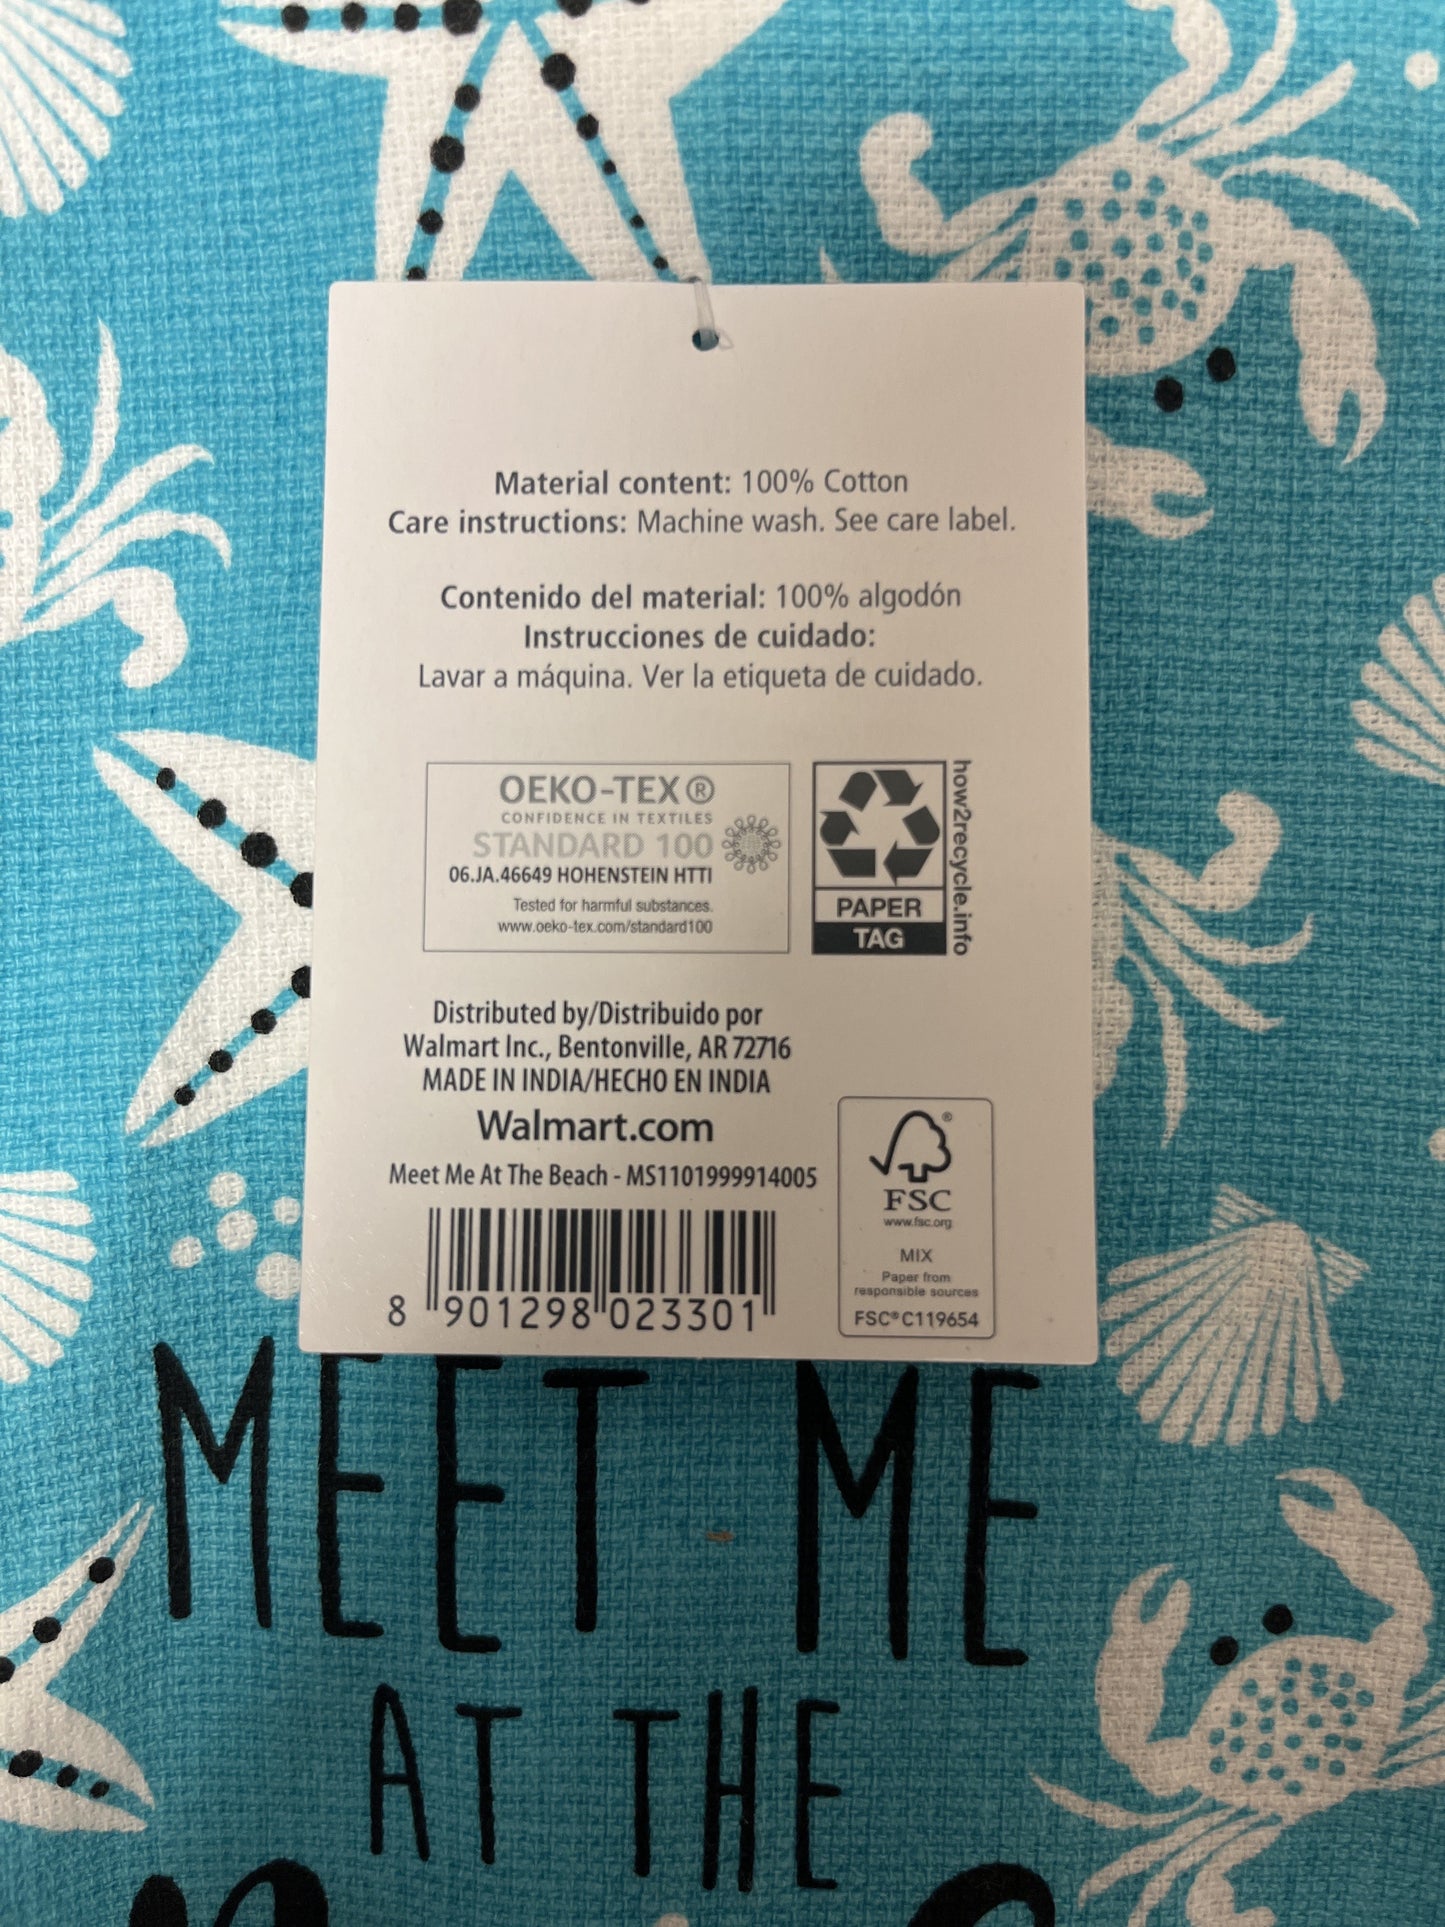 Material content: 100% Cotton
Care instructions: Machine wash. See care label.
Contenido del material: 100% algodón
Instrucciones de cuidado:
Lavar a máquina. Ver la etiqueta de cuidado.
OEKO-TEX®
CONFIDENCE IN TEXTILES
STANDARD 100
06.JA.46649 HOHENSTEIN HTTI
Tested for harmful substances.
www.oeko-tex.com/standard100
how2recycle.info
PAPER
TAG
Distributed by/Distribuido por
Walmart Inc., Bentonville, AR 72716
MADE IN INDIA/HECHO EN INDIA
Walmart.com
Meet Me At The Beach - MS1101999914005
8 901298 023301
®
FSC
www.fsc.org
MIX
Paper from
responsible sources
FSC® C119654
MEET ME
AT THE